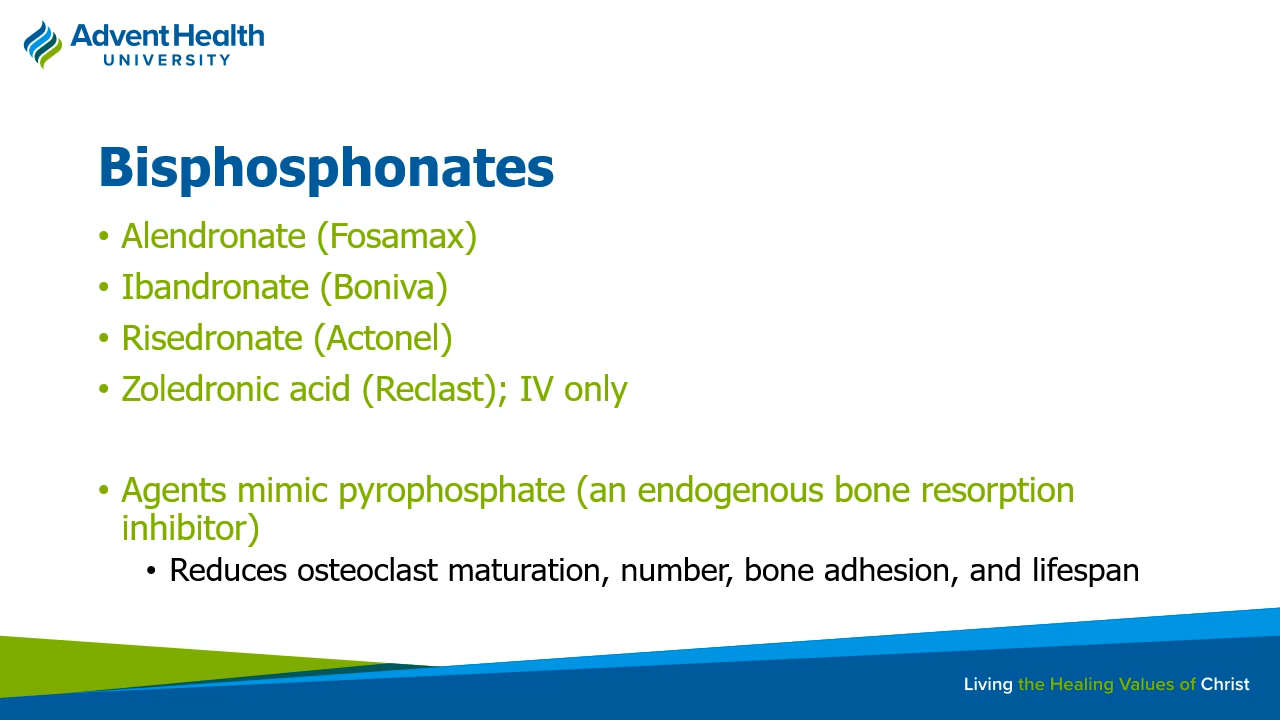 AdventHealth
UNIVERSITY
Bisphosphonates
• Alendronate (Fosamax)
• Ibandronate (Boniva)
• Risedronate (Actonel)
• Zoledronic acid (Reclast); IV only
• Agents mimic pyrophosphate (an endogenous bone resorption
inhibitor)
• Reduces osteoclast maturation, number, bone adhesion, and lifespan
Living the Healing Values of Christ